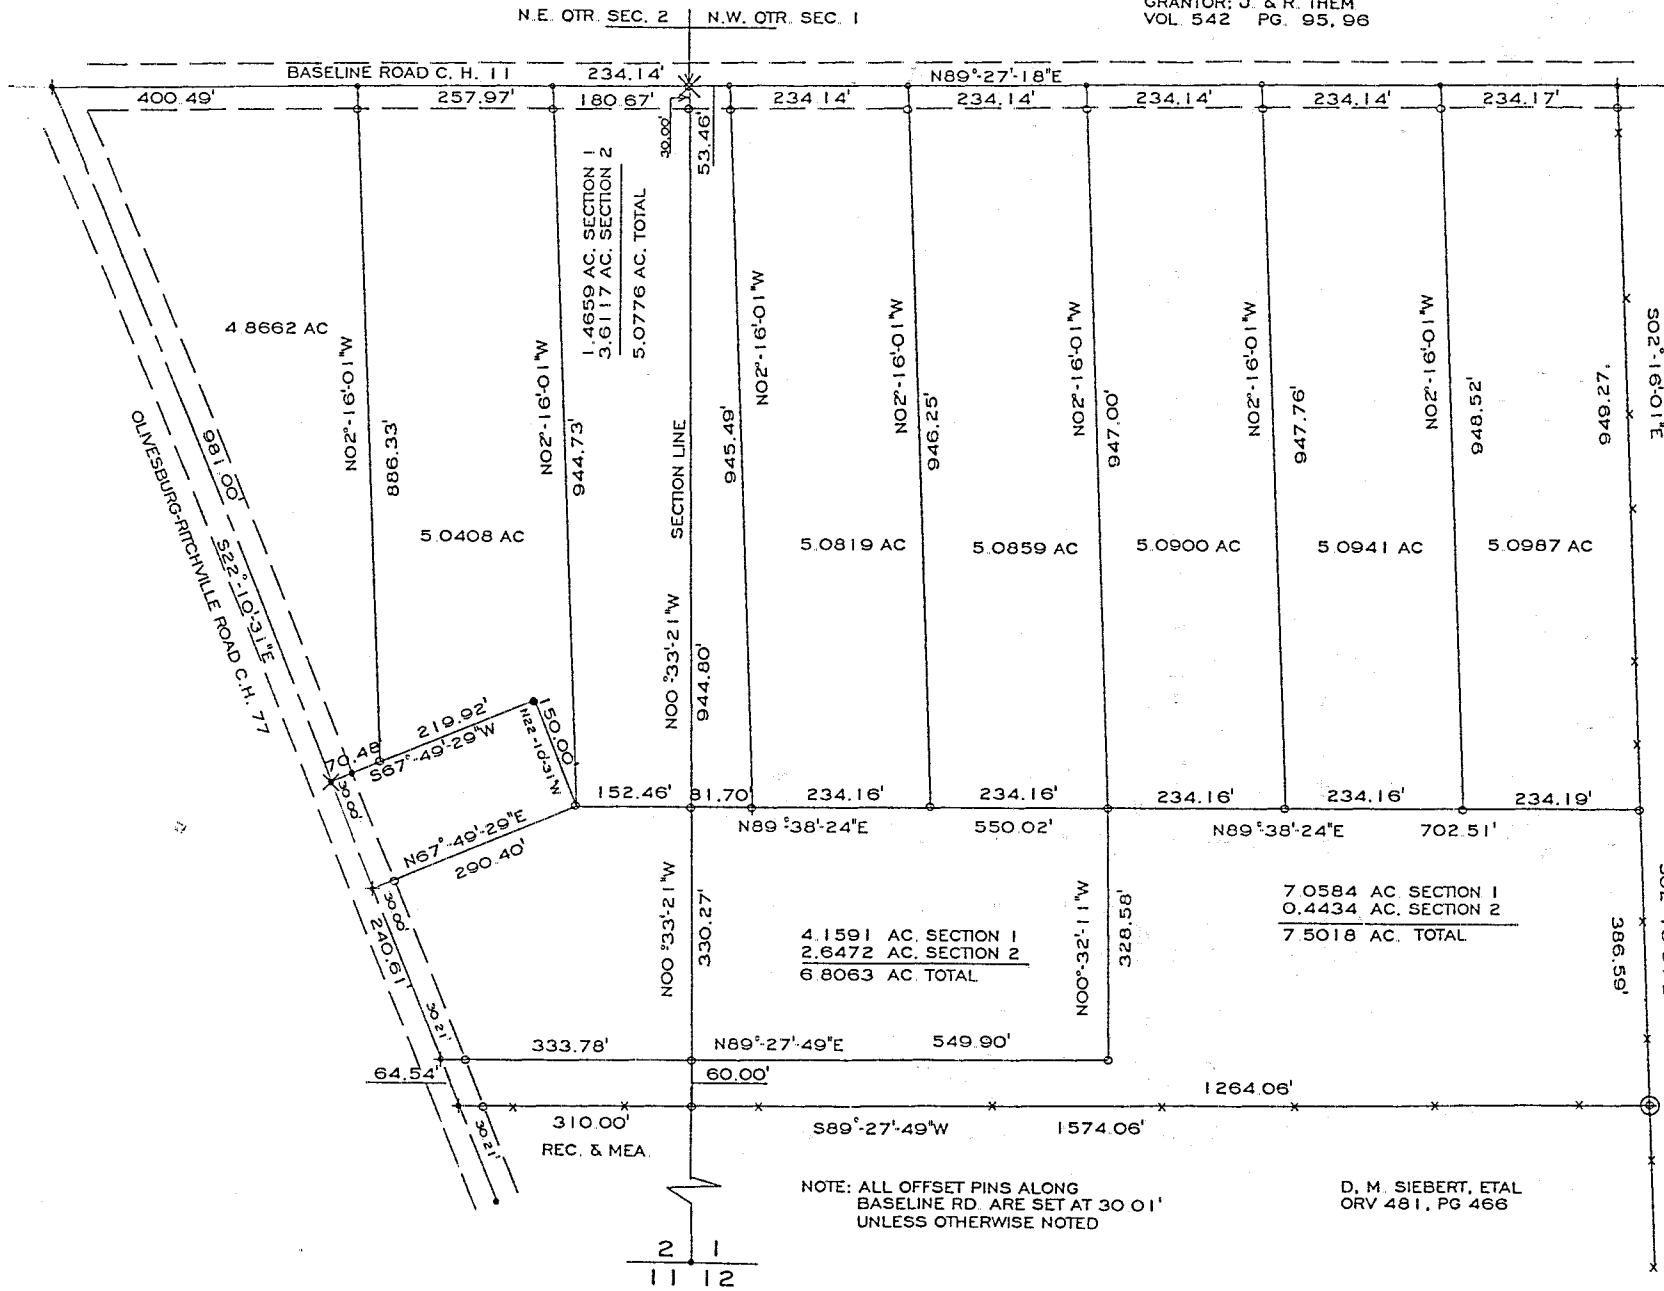 N.E. QTR. SEC. 2
N.W. QTR. SEC. 1
GRANTOR; J. & R. THEM
VOL. 542 PG. 95, 96
BASELINE ROAD C. H. 11
234.14'
N89°-27'-18"E
400.49'
257.97'
180.67'
234.14'
234.14'
234.14'
234.14'
234.17'
30.00'
53.46'
1.4659 AC. SECTION 1
3.6117 AC. SECTION 2
5.0776 AC. TOTAL
4.8662 AC
N02°-16'-01"W
886.33'
N02°-16'-01"W
944.73'
SECTION LINE
N00°33'-21"W
944.80'
945.49'
N02°-16'-01"W
N02°-16'-01"W
946.25'
N02°-16'-01"W
947.00'
N02°-16'-01"W
947.76'
N02°-16'-01"W
948.52'
949.27'
S02°-16'-01"E
OLIVESBURG-RITCHVILLE ROAD C.H. 77
981.00'
S22°-10'-31"E
5.0408 AC
5.0819 AC
5.0859 AC
5.0900 AC
5.0941 AC
5.0987 AC
70.48'
219.92'
S67°-49'-29"W
150.00'
N22°-10'-31"W
30.00'
152.46'
81.70'
234.16'
234.16'
234.16'
234.16'
234.19'
N89°-38'-24"E
550.02'
N89°-38'-24"E
702.51'
N67°-49'-29"E
290.40'
30.00'
240.61'
30.21'
N00°33'-21"W
330.27'
4.1591 AC. SECTION 1
2.6472 AC. SECTION 2
6.8063 AC. TOTAL
N00°-32'-11"W
328.58'
7.0584 AC. SECTION 1
0.4434 AC. SECTION 2
7.5018 AC. TOTAL
386.59'
333.78'
N89°-27'-49"E
549.90'
64.54'
60.00'
1264.06'
310.00'
REC. & MEA.
S89°-27'-49"W
1574.06'
30.21'
NOTE: ALL OFFSET PINS ALONG
BASELINE RD. ARE SET AT 30.01'
UNLESS OTHERWISE NOTED
D. M. SIEBERT, ETAL
ORV 481, PG 466
2 1
11 12